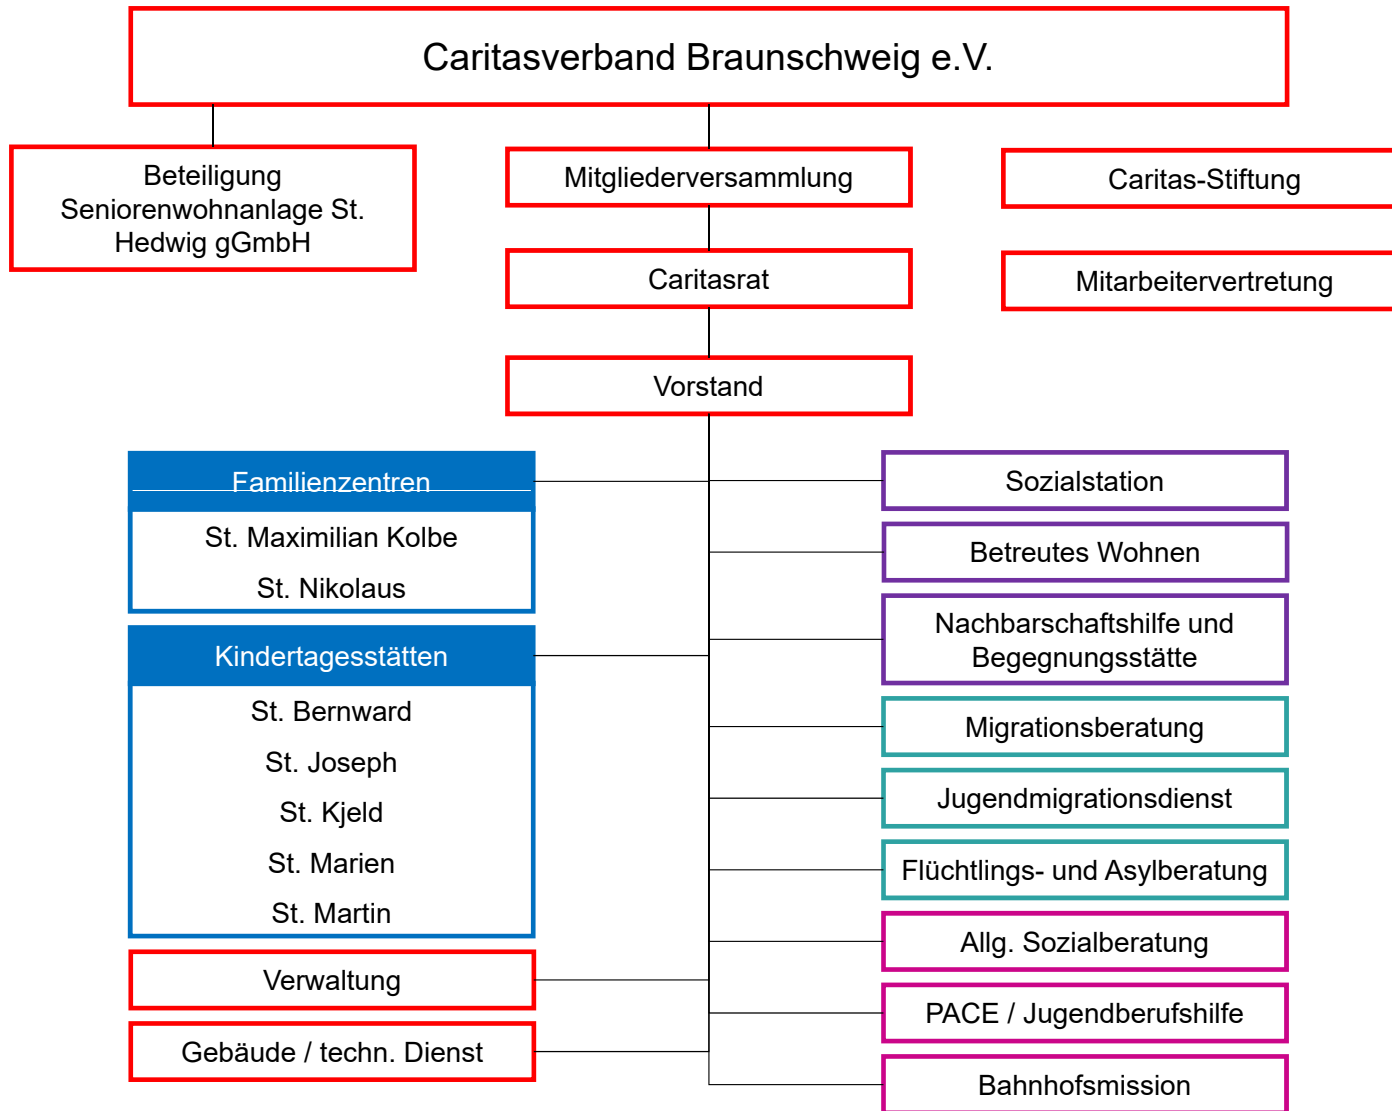 Caritasverband Braunschweig e.V.
Beteiligung
Seniorenwohnanlage St.
Hedwig gGmbH
Mitgliederversammlung
Caritas-Stiftung
Caritasrat
Mitarbeitervertretung
Vorstand
Familienzentren
St. Maximilian Kolbe
St. Nikolaus
Kindertagesstätten
St. Bernward
St. Joseph
St. Kjeld
St. Marien
St. Martin
Verwaltung
Gebäude / techn. Dienst
Sozialstation
Betreutes Wohnen
Nachbarschaftshilfe und
Begegnungsstätte
Migrationsberatung
Jugendmigrationsdienst
Flüchtlings- und Asylberatung
Allg. Sozialberatung
PACE / Jugendberufshilfe
Bahnhofsmission